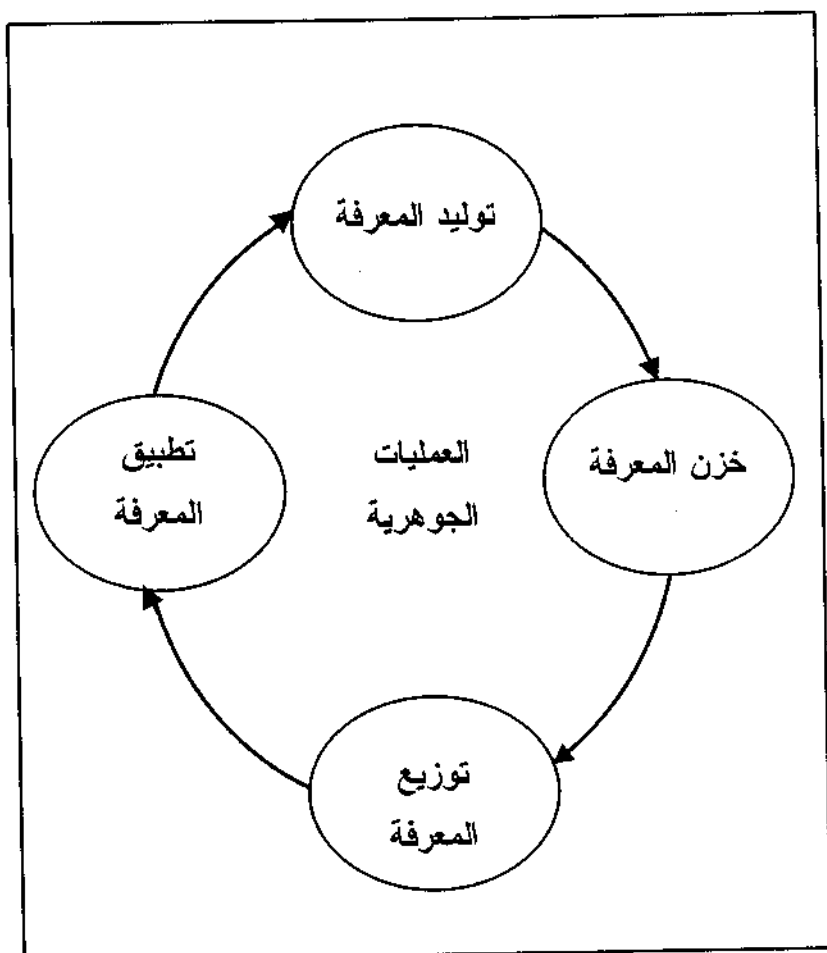 توليد المعرفة
خزن المعرفة
توزيع
المعرفة
تطبيق
المعرفة
العمليات
الجوهرية